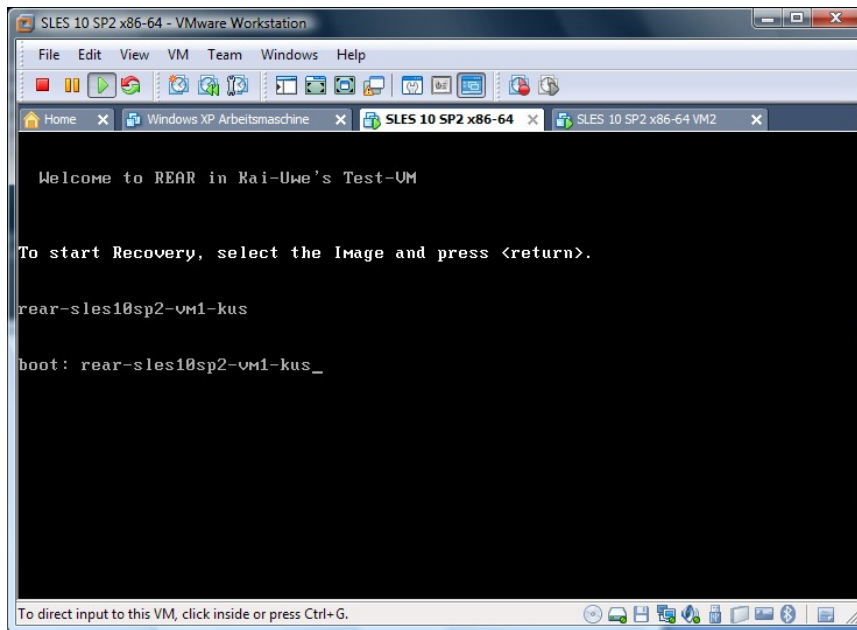 SLES 10 SP2 x86-64 - VMware Workstation
File Edit View VM Team Windows Help
Home Windows XP Arbeitsmaschine SLES 10 SP2 x86-64 SLES 10 SP2 x86-64 VM2
Welcome to REAR in Kai-Uwe's Test-VM
To start Recovery, select the Image and press <return>.
rear-sles10sp2-vm1-kus
boot: rear-sles10sp2-vm1-kus_
To direct input to this VM, click inside or press Ctrl+G.